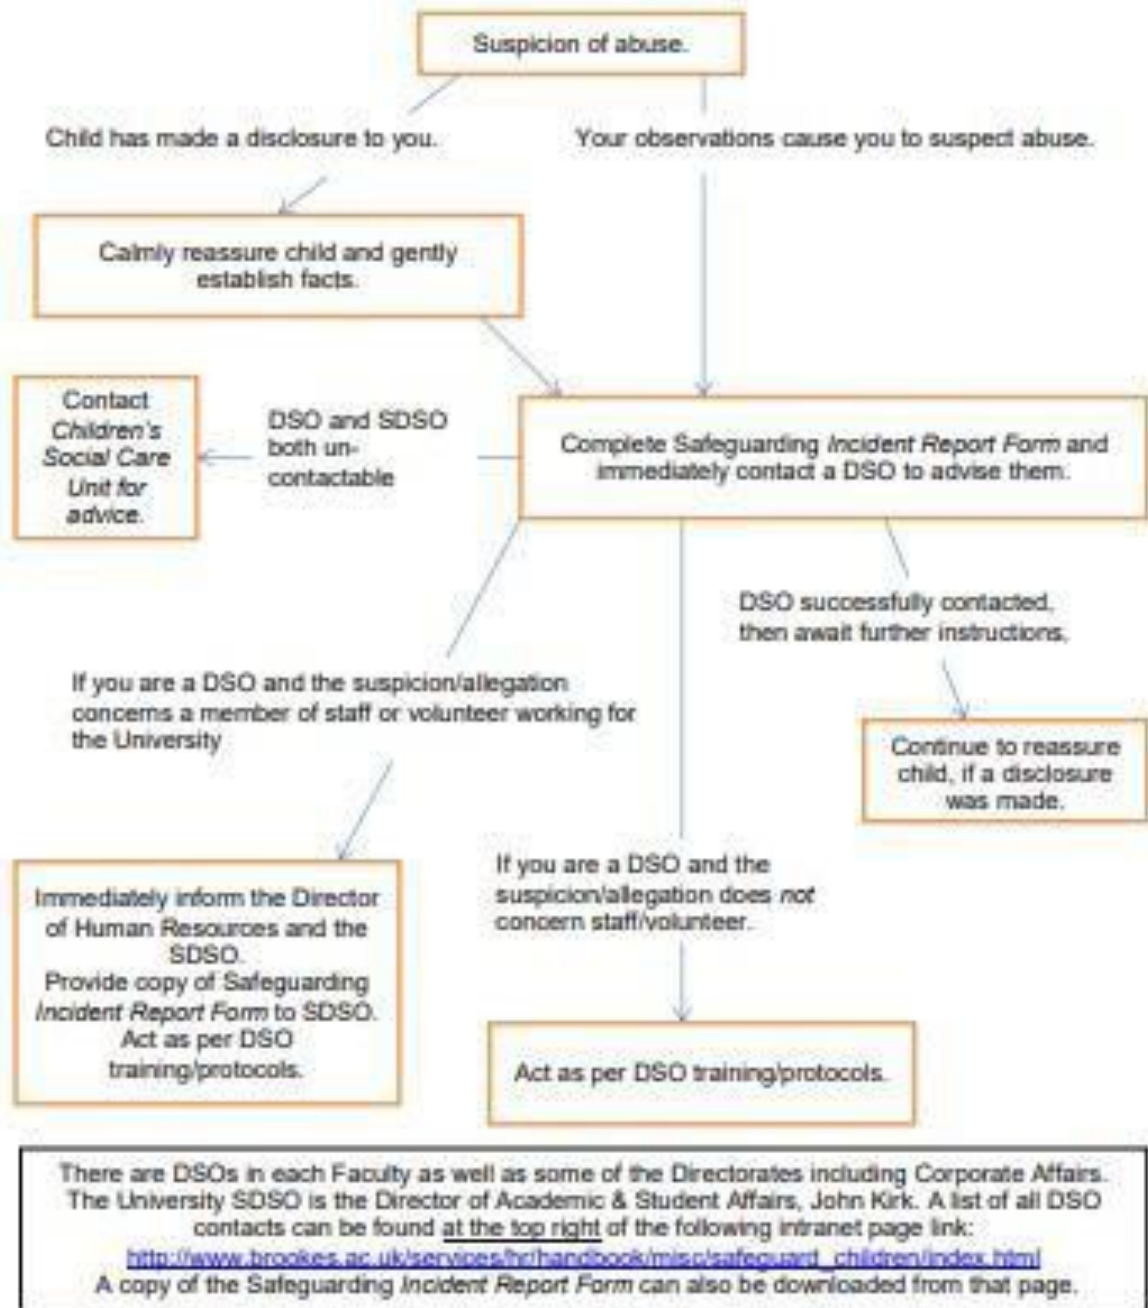 Suspicion of abuse.
Child has made a disclosure to you.
Your observations cause you to suspect abuse.
Calmly reassure child and gently
establish facts.
Contact
Children's
Social Care
Unit for
advice.
DSO and SDSO
both un-
contactable
Complete Safeguarding Incident Report Form and
immediately contact a DSO to advise them.
DSO successfully contacted,
then await further instructions.
If you are a DSO and the suspicion/allegation
concerns a member of staff or volunteer working for
the University
Continue to reassure
child, if a disclosure
was made.
If you are a DSO and the
suspicion/allegation does not
concern staff/volunteer.
Immediately inform the Director
of Human Resources and the
SDSO.
Provide copy of Safeguarding
Incident Report Form to SDSO.
Act as per DSO
training/protocols.
Act as per DSO training/protocols.
There are DSOs in each Faculty as well as some of the Directorates including Corporate Affairs.
The University SDSO is the Director of Academic & Student Affairs, John Kirk. A list of all DSO
contacts can be found at the top right of the following intranet page link:
http://www.brookes.ac.uk/services/hr/handbook/misc/safeguard_children/index.html
A copy of the Safeguarding Incident Report Form can also be downloaded from that page.